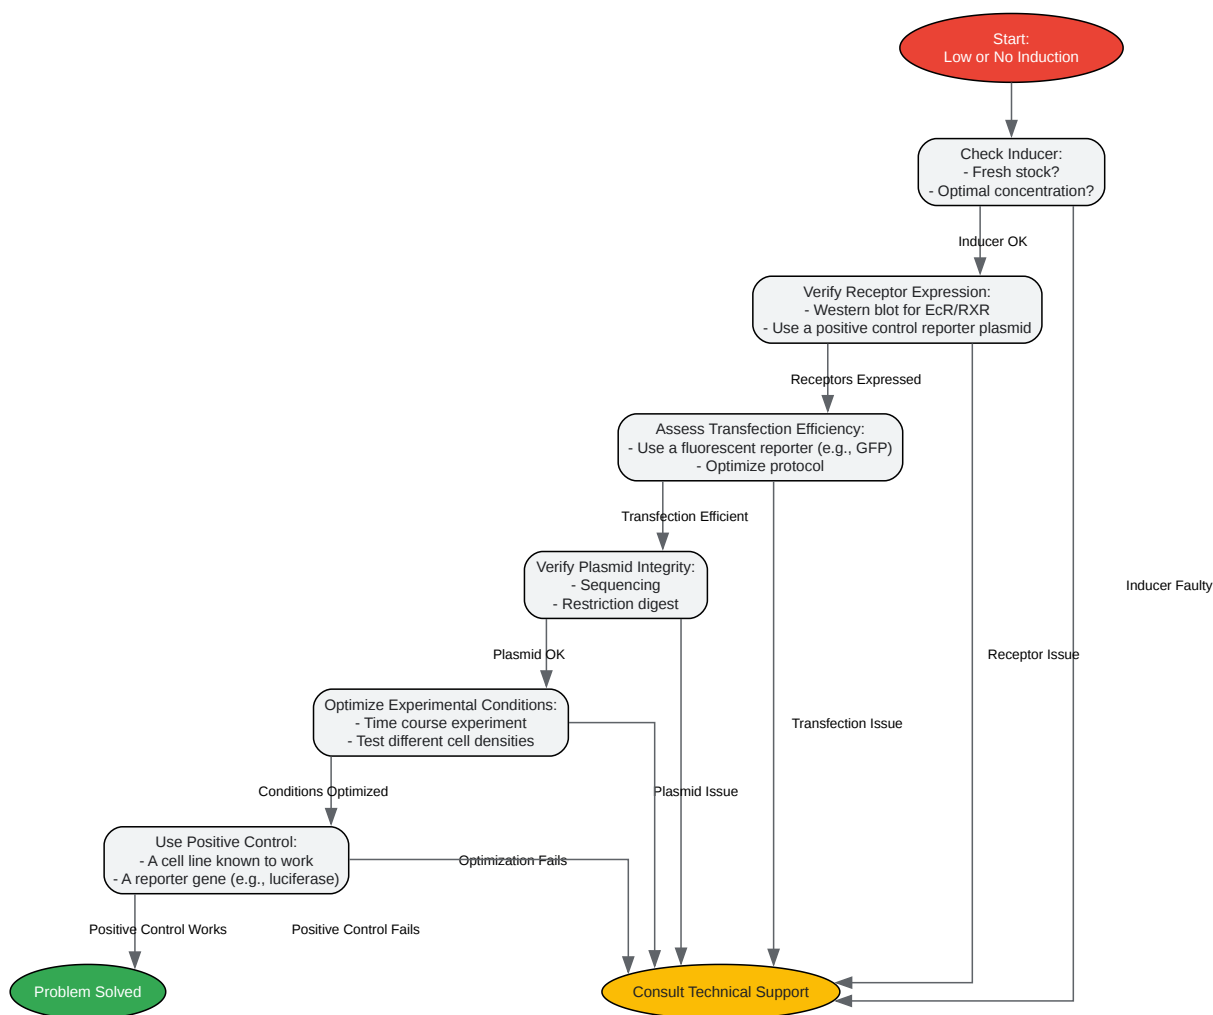 Start:
Low or No Induction
Check Inducer:
- Fresh stock?
- Optimal concentration?
Inducer OK
Verify Receptor Expression:
- Western blot for EcR/RXR
- Use a positive control reporter plasmid
Receptors Expressed
Assess Transfection Efficiency:
- Use a fluorescent reporter (e.g., GFP)
- Optimize protocol
Transfection Efficient
Verify Plasmid Integrity:
- Sequencing
- Restriction digest
Inducer Faulty
Plasmid OK
Receptor Issue
Optimize Experimental Conditions:
- Time course experiment
- Test different cell densities
Transfection Issue
Conditions Optimized
Plasmid Issue
Use Positive Control:
- A cell line known to work
- A reporter gene (e.g., luciferase)
Optimization Fails
Positive Control Works
Positive Control Fails
Problem Solved
Consult Technical Support